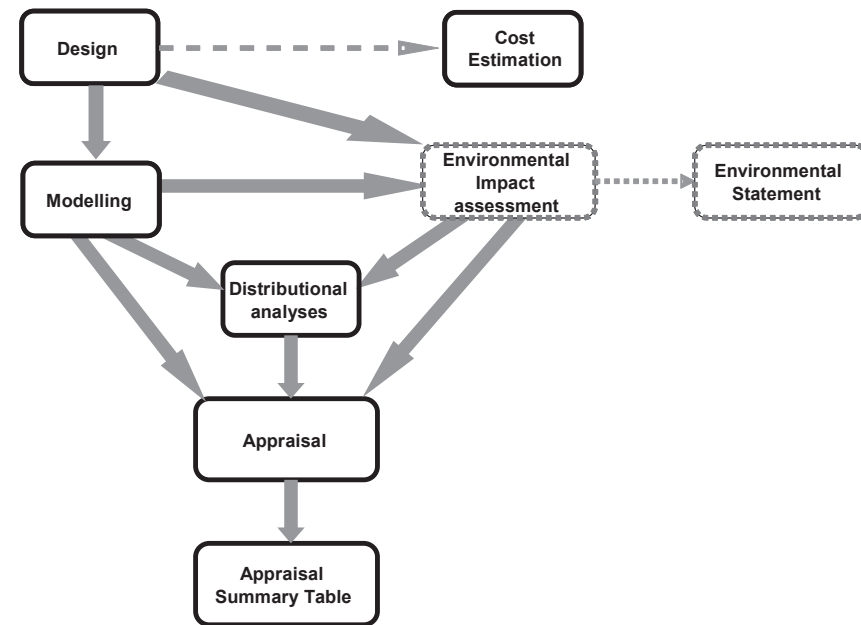 Design
Cost
Estimation
Environmental
Impact
assessment
Environmental
Statement
Modelling
Distributional
analyses
Appraisal
Appraisal
Summary Table